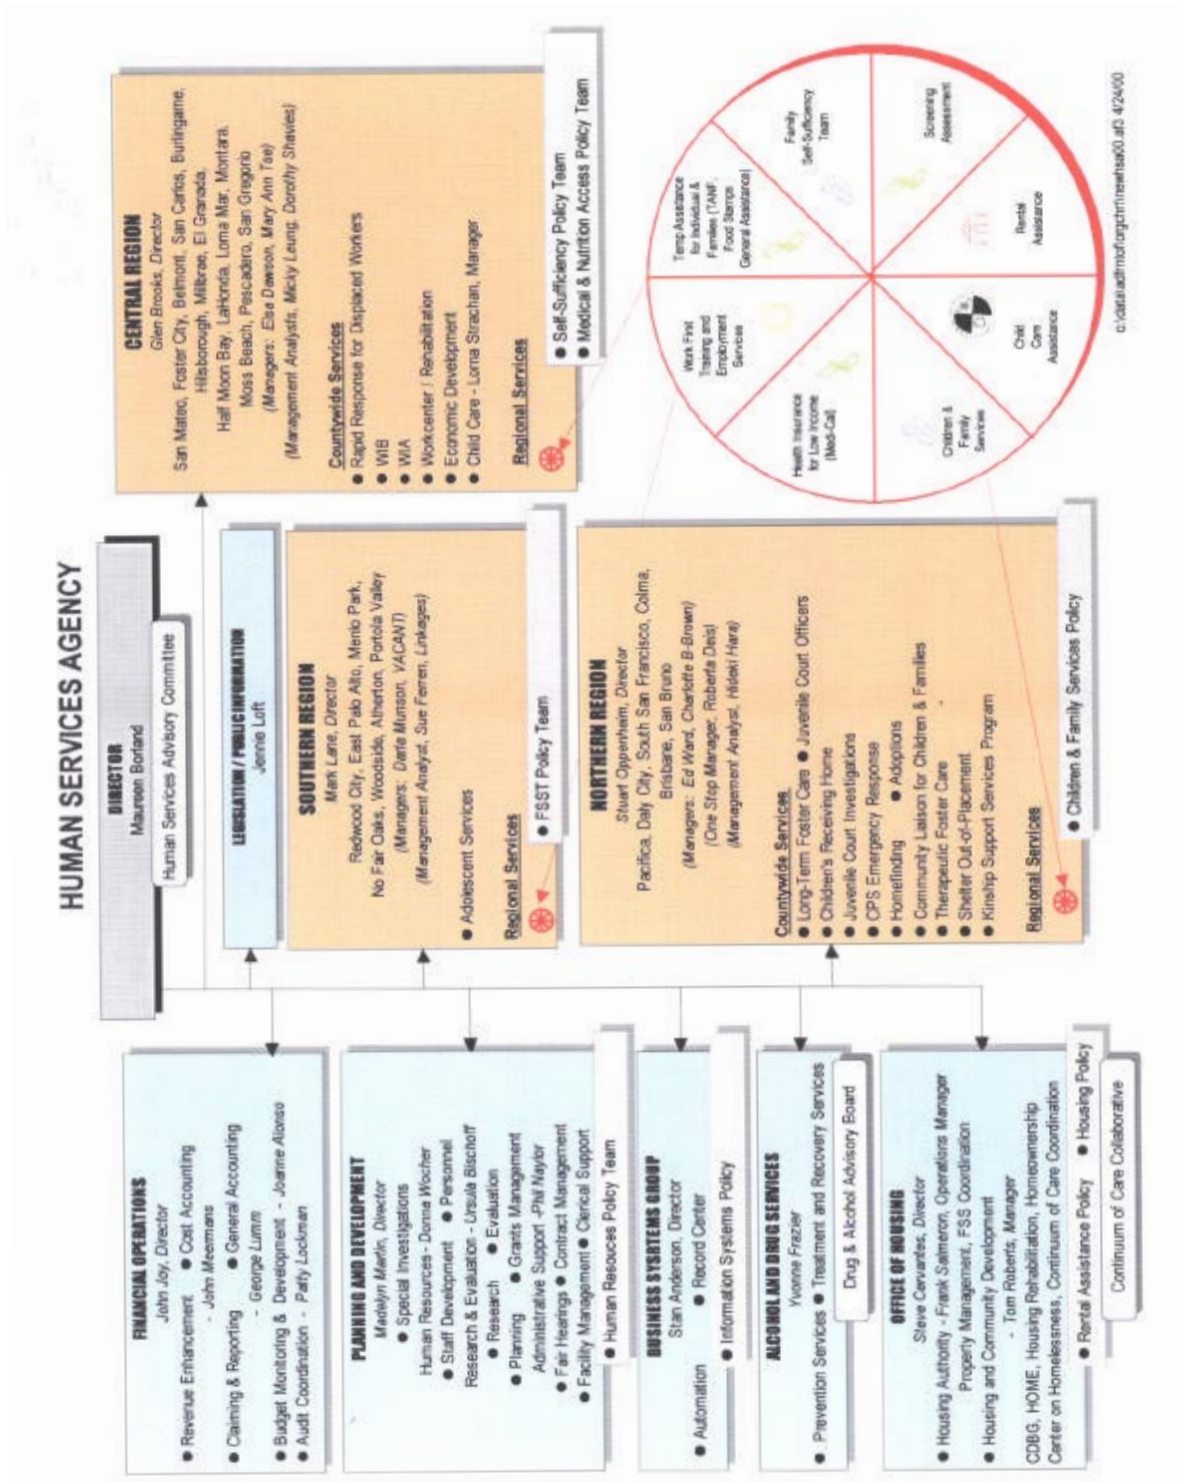 HUMAN SERVICES AGENCY
DIRECTOR
Maureen Borland
Human Services Advisory Committee
FINANCIAL OPERATIONS
John Joy, Director
● Revenue Enhancement ● Cost Accounting
- John Meermans
● Claiming & Reporting ● General Accounting
- George Lumm
● Budget Monitoring & Development - Joanne Alonso
● Audit Coordination - Patty Lockman
PLANNING AND DEVELOPMENT
Madelyn Martin, Director
● Special Investigations
Human Resources - Donna Wocher
● Staff Development ● Personnel
Research & Evaluation - Ursula Bischoff
● Research ● Evaluation
● Planning ● Grants Management
Administrative Support -Phil Naylor
● Fair Hearings ● Contract Management
● Facility Management ● Clerical Support
● Human Resouces Policy Team
BUSINESS SYSRTEMS GROUP
Stan Anderson, Director
● Automation ● Record Center
● Information Systems Policy
ALCOHOL AND DRUG SERVICES
Yvonne Frazier
● Prevention Services ● Treatment and Recovery Services
Drug & Alcohol Advisory Board
OFFICE OF HOUSING
Steve Cervantes, Director
● Housing Authority - Frank Salmeron, Operations Manager
Property Management, FSS Coordination
● Housing and Community Development
- Tom Roberts, Manager
CDBG, HOME, Housing Rehabilitation, Homeownership
Center on Homelessness, Continuum of Care Coordination
● Rental Assistance Policy ● Housing Policy
Continuum of Care Collaborative
LEGISLATION / PUBLIC INFORMATION
Jennie Loft
SOUTHERN REGION
Mark Lane, Director
Redwood City, East Palo Alto, Menlo Park,
No Fair Oaks, Woodside, Atherton, Portola Valley
(Managers: Darla Munson, VACANT)
(Management Analyst, Sue Ferren, Linkages)
● Adolescent Services
Regional Services
● FSST Policy Team
NORTHERN REGION
Stuart Oppenheim, Director
Pacifica, Daly City, South San Francisco, Colma,
Brisbane, San Bruno
(Managers: Ed Ward, Charlotte B-Brown)
(One Stop Manager, Roberta Deis)
(Management Analyst, Hideki Hara)
Countywide Services
● Long-Term Foster Care ● Juvenile Court Officers
● Children's Receiving Home
● Juvenile Court Investigations
● CPS Emergency Response
● Homefinding ● Adoptions
● Community Liaison for Children & Families
● Therapeutic Foster Care
● Shelter Out-of-Placement
● Kinship Support Services Program
Regional Services
● Children & Family Services Policy
CENTRAL REGION
Glen Brooks, Director
San Mateo, Foster City, Belmont, San Carlos, Burlingame,
Hillsborough, Millbrae, El Granada,
Half Moon Bay, LaHonda, Loma Mar, Montara,
Moss Beach, Pescadero, San Gregorio
(Managers: Elsa Dawson, Mary Ann Tse)
(Management Analysts, Micky Leung, Dorothy Shavies)
Countywide Services
● Rapid Response for Displaced Workers
● WIB
● WIA
● Workcenter / Rehabilitation
● Economic Development
● Child Care - Lorna Strachan, Manager
Regional Services
● Self-Sufficiency Policy Team
● Medical & Nutrition Access Policy Team
Temp Assistance
for Individual &
Families (TANF,
Food Stamps
General Assistance)
Family
Self-Sufficiency
Team
Screening
Assessment
Rental
Assistance
Child
Care
Assistance
Children &
Family
Services
Health Insurance
for Low Income
(Medi-Cal)
Work First
Training and
Employment
Services
4/24/00